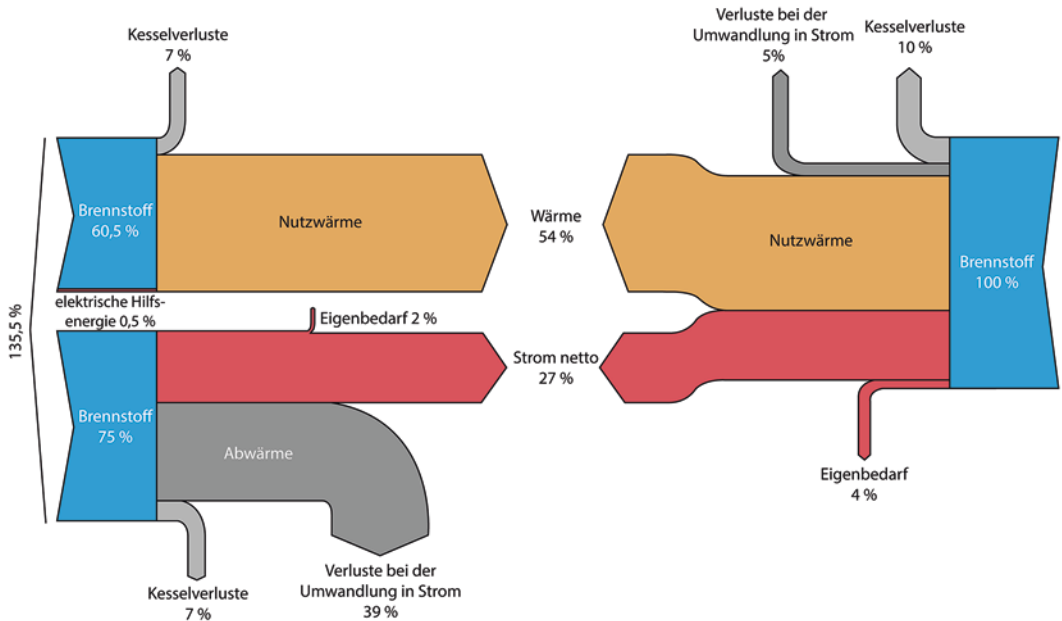 Kesselverluste
7 %
Verluste bei der
Umwandlung in Strom
5%
Kesselverluste
10 %
Brennstoff
60,5 %
Nutzwärme
Wärme
54 %
Nutzwärme
Brennstoff
100 %
elektrische Hilfs-
energie 0,5 %
135,5 %
Eigenbedarf 2 %
Strom netto
27 %
Brennstoff
75 %
Abwärme
Eigenbedarf
4 %
Kesselverluste
7 %
Verluste bei der
Umwandlung in Strom
39 %